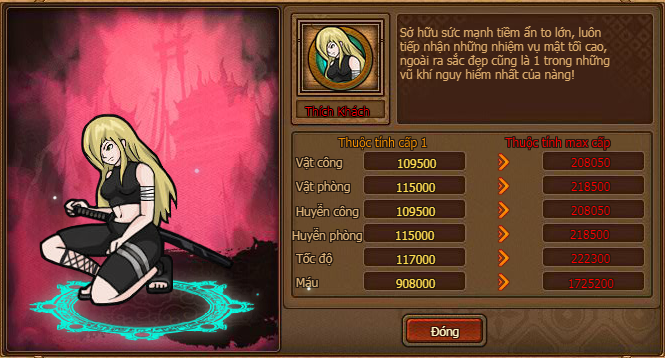 Sở hữu sức mạnh tiềm ẩn to lớn, luôn
tiếp nhận những nhiệm vụ mật tối cao,
ngoài ra sắc đẹp cũng là 1 trong những
vũ khí nguy hiểm nhất của nàng!
Thích Khách
Thuộc tính cấp 1 Thuộc tính max cấp
Vật công 109500 208050
Vật phòng 115000 218500
Huyễn công 109500 208050
Huyễn phòng 115000 218500
Tốc độ 117000 222300
Máu 908000 1725200
Đóng